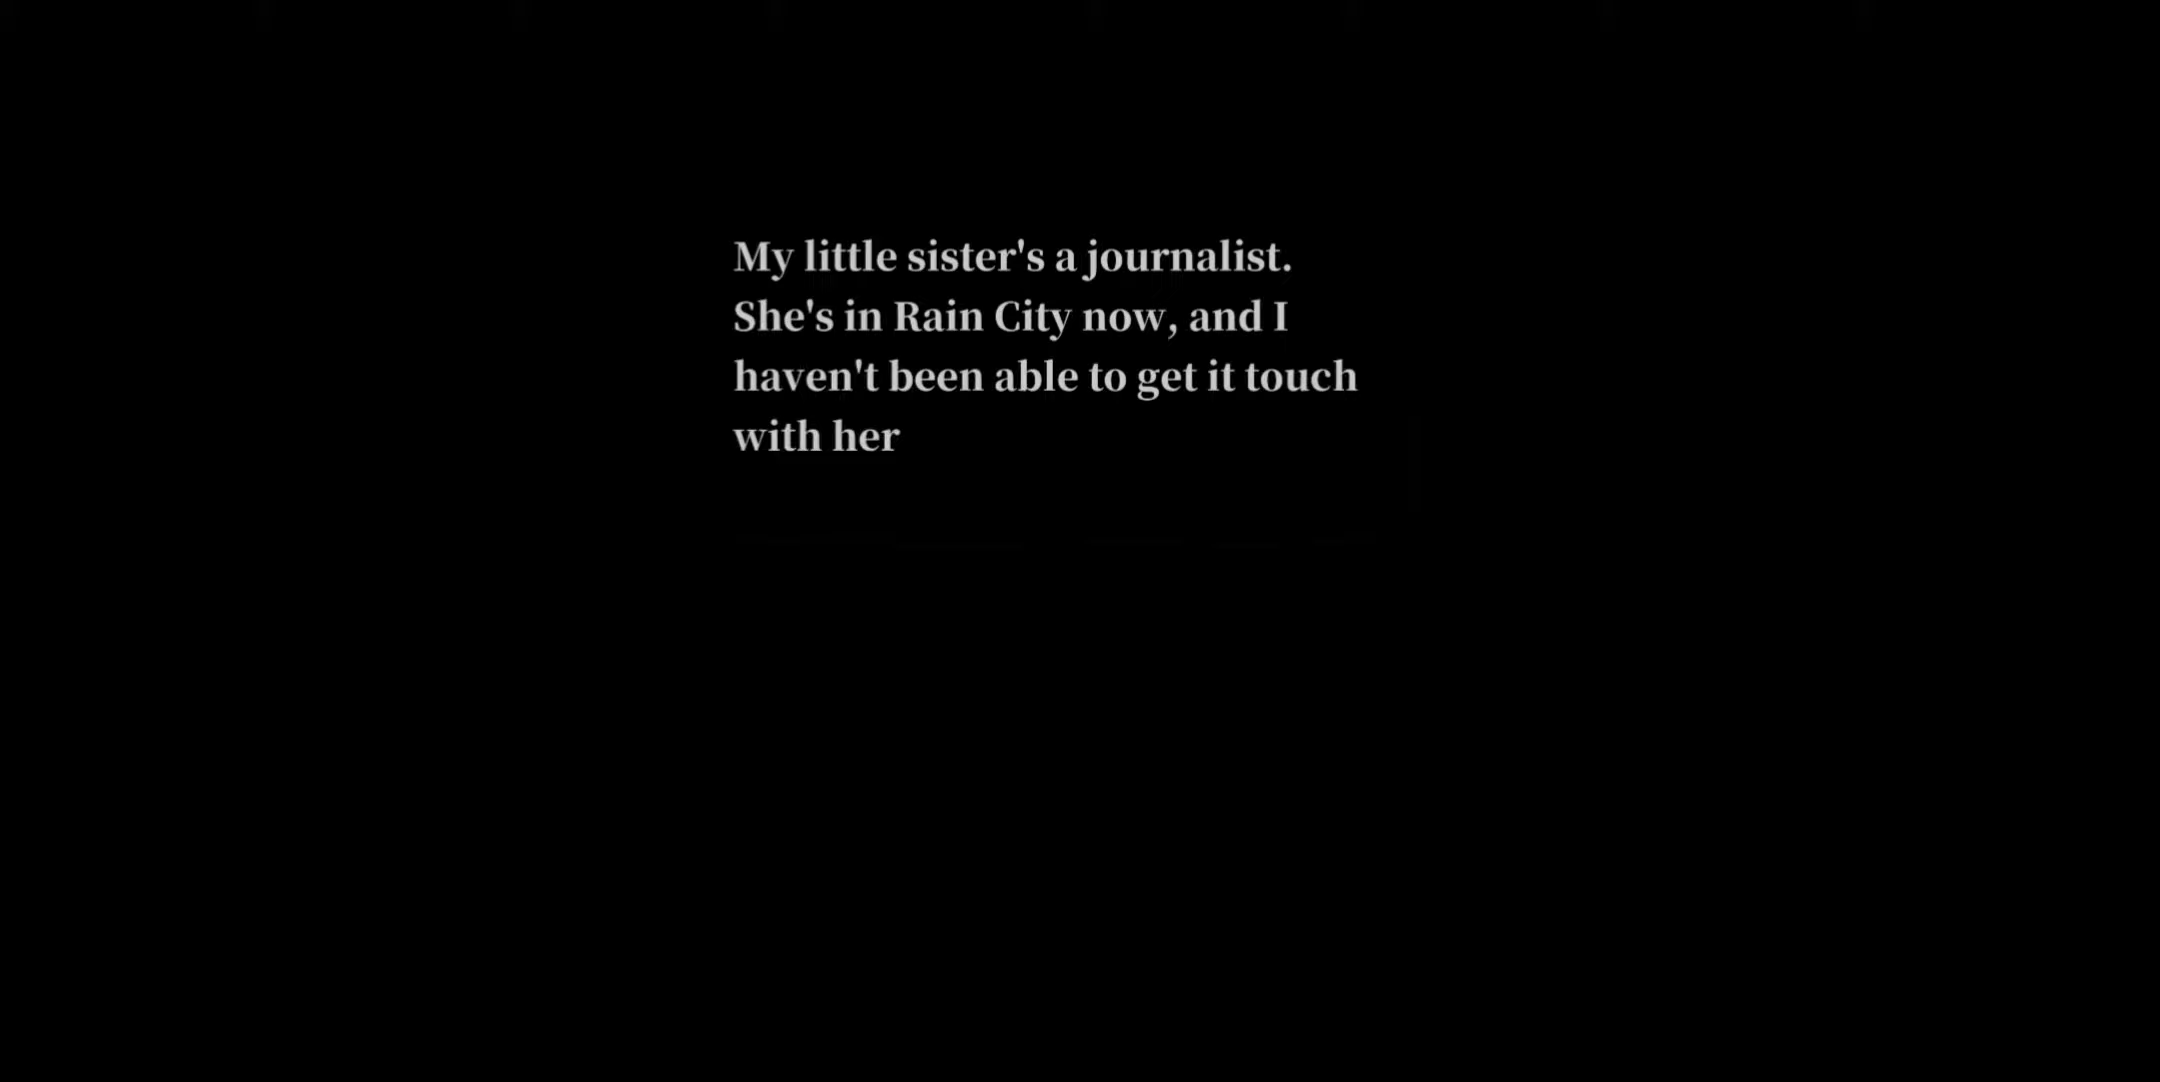 My little sister's a journalist.
She's in Rain City now, and I
haven't been able to get it touch
with her